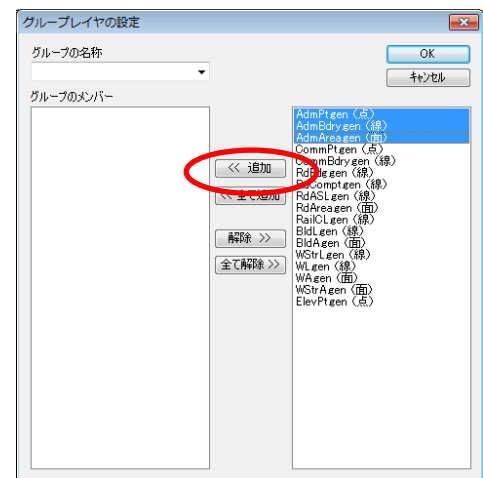 グループレイヤの設定
グループの名称
OK
キャンセル
グループのメンバー
<< 追加
<< 全て追加
解除 >>
全て解除 >>
AdmPtgen (点)
AdmBdrygen (線)
AdmAreagen (面)
CommPtgen (点)
CommBdrygen (線)
RdEdggen (線)
RdComptgen (線)
RdASLgen (線)
RdAreagen (面)
RailCLgen (線)
BldLgen (線)
BldAgen (面)
WStrLgen (線)
WLgen (線)
WAgen (面)
WStrAgen (面)
ElevPtgen (点)